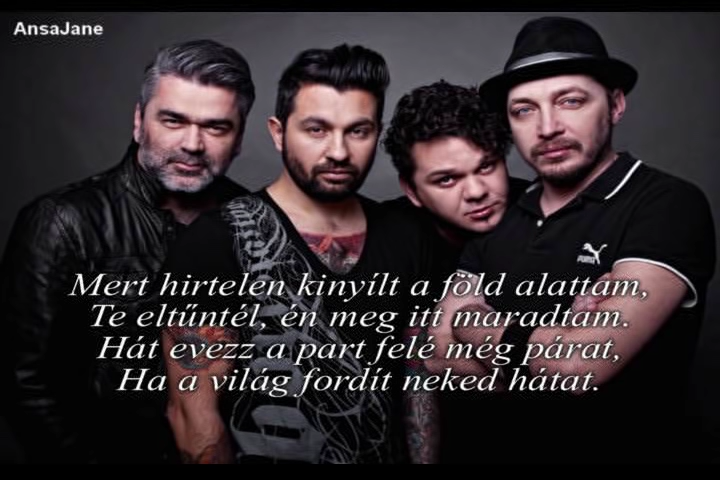 AnsaJane
PUMA
Mert hirtelen kinyílt a föld alattam,
Te eltűntél, én meg itt maradtam.
Hát evezz a part felé még párat,
Ha a világ fordít neked hátat.